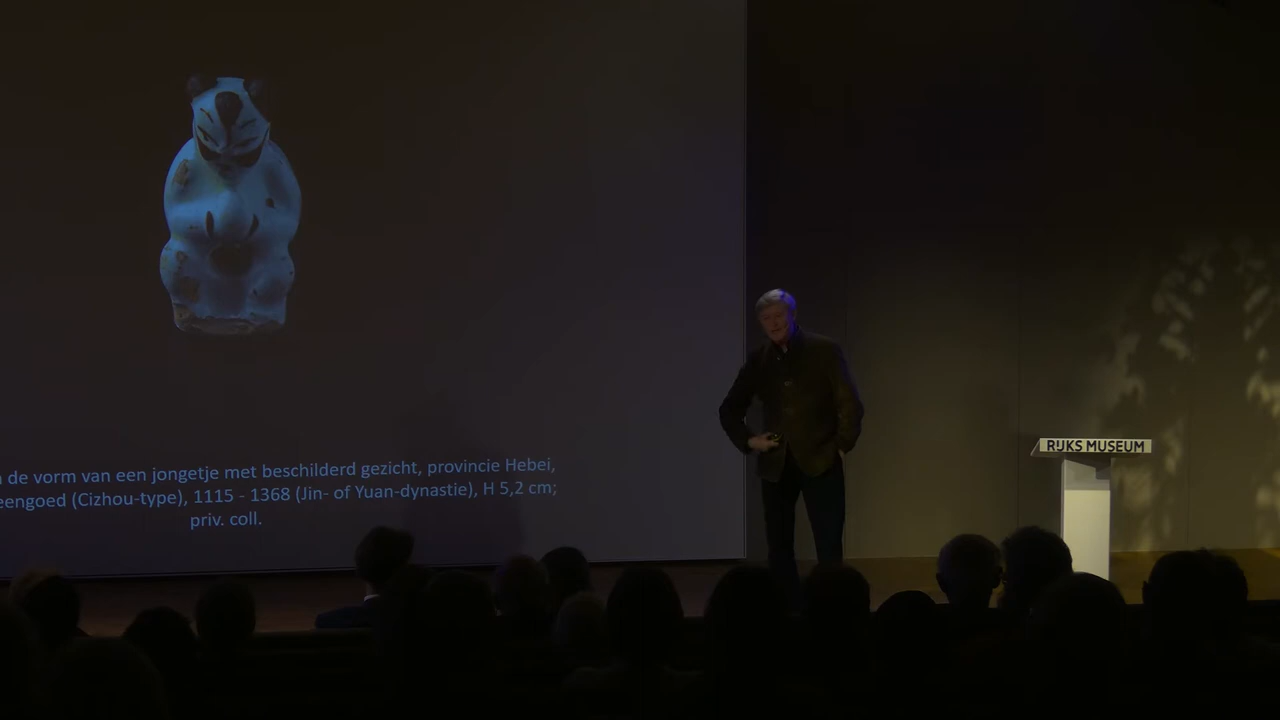 de vorm van een jongetje met beschilderd gezicht, provincie Hebei,
(Cizhou-type), 1115 - 1368 (Jin- of Yuan-dynastie), H 5,2 cm;
priv. coll.
RIJKS MUSEUM